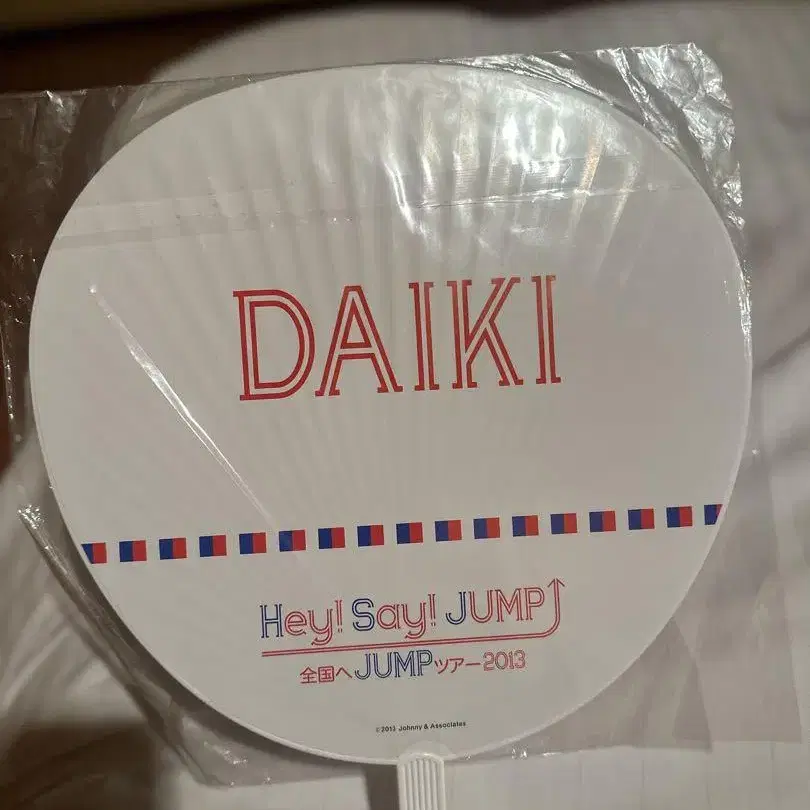 DAIKI
Hey! Say! JUMP
全国へJUMPツアー2013
©2013 Johnny & Associates